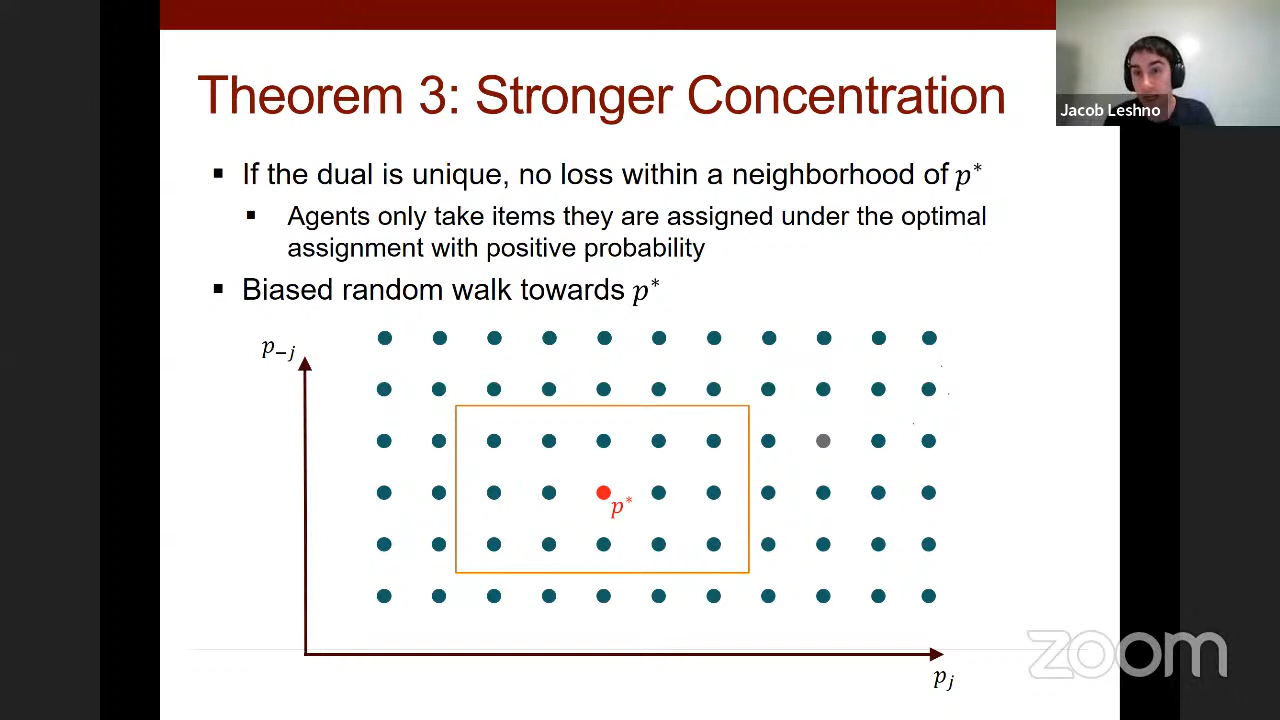 Theorem 3: Stronger Concentration
Jacob Leshno
▪ If the dual is unique, no loss within a neighborhood of p*
▪ Agents only take items they are assigned under the optimal
assignment with positive probability
▪ Biased random walk towards p*
p₋ⱼ
p*
pⱼ
zoom